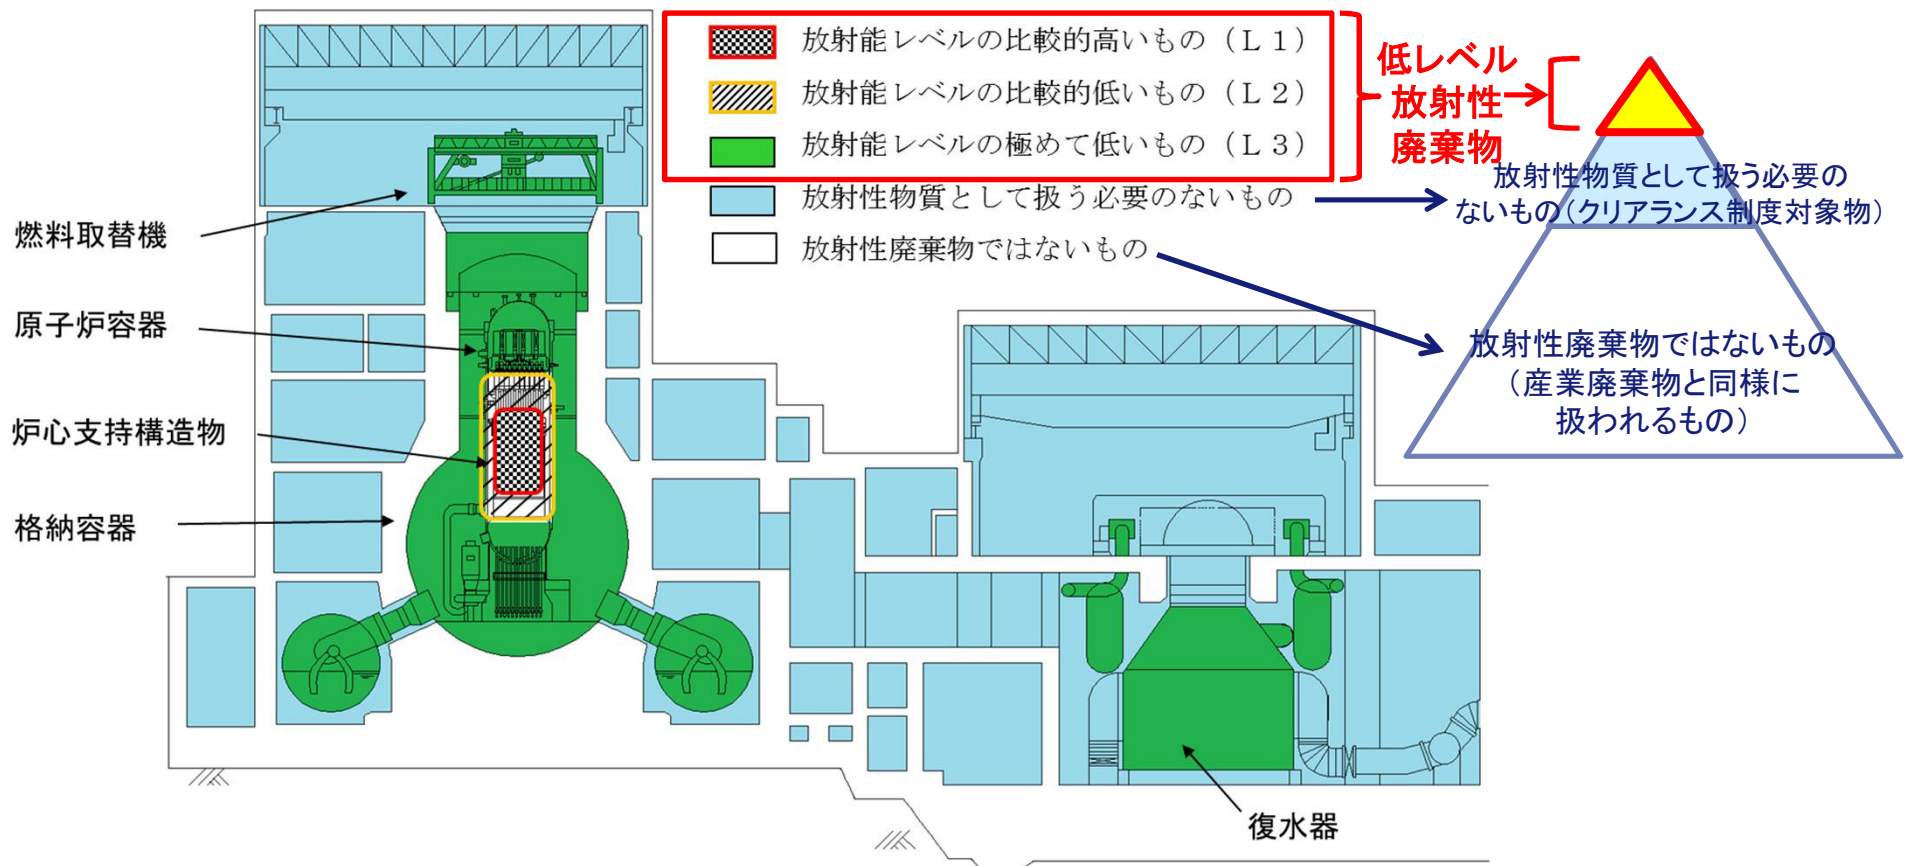 放射能レベルの比較的高いもの（Ｌ１）
放射能レベルの比較的低いもの（Ｌ２）
放射能レベルの極めて低いもの（Ｌ３）
放射性物質として扱う必要のないもの
放射性廃棄物ではないもの
低レベル
放射性
廃棄物
放射性物質として扱う必要の
ないもの（クリアランス制度対象物）
放射性廃棄物ではないもの
（産業廃棄物と同様に
扱われるもの）
燃料取替機
原子炉容器
炉心支持構造物
格納容器
復水器